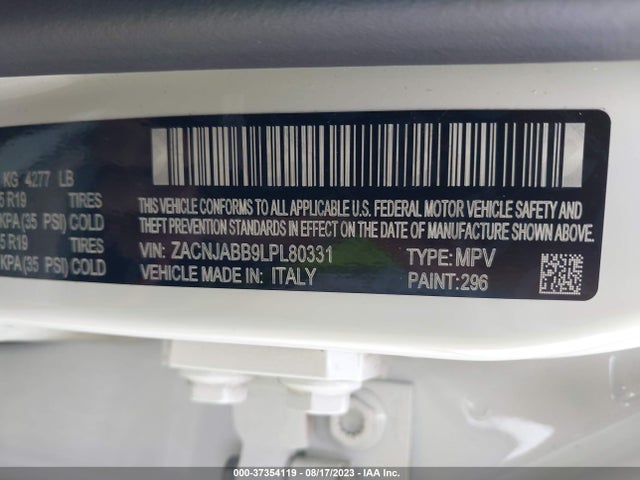 KG 4277 LB
5 R19 TIRES
KPA(35 PSI) COLD
5 R19 TIRES
KPA(35 PSI) COLD
THIS VEHICLE CONFORMS TO ALL APPLICABLE U.S. FEDERAL MOTOR VEHICLE SAFETY AND
THEFT PREVENTION STANDARDS IN EFFECT ON THE DATE OF MANUFACTURE SHOWN ABOVE
VIN: ZACNJABB9LPL80331 TYPE: MPV
VEHICLE MADE IN: ITALY PAINT:296
000-37354119 - 08/17/2023 - IAA Inc.